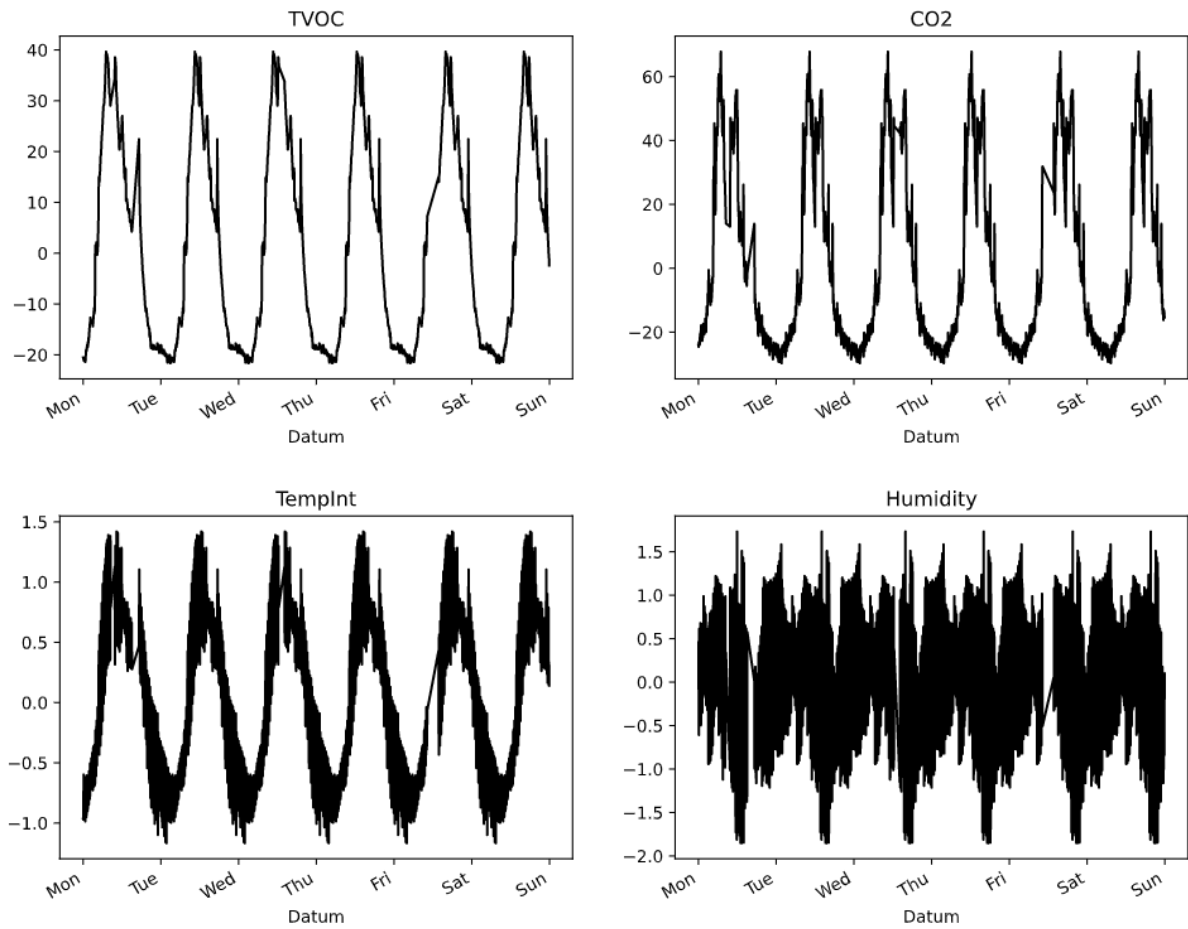 TVOC
40
30
20
10
0
−10
−20
Mon Tue Wed Thu Fri Sat Sun
Datum
CO2
60
40
20
0
−20
Mon Tue Wed Thu Fri Sat Sun
Datum
TempInt
1.5
1.0
0.5
0.0
−0.5
−1.0
Mon Tue Wed Thu Fri Sat Sun
Datum
Humidity
1.5
1.0
0.5
0.0
−0.5
−1.0
−1.5
−2.0
Mon Tue Wed Thu Fri Sat Sun
Datum